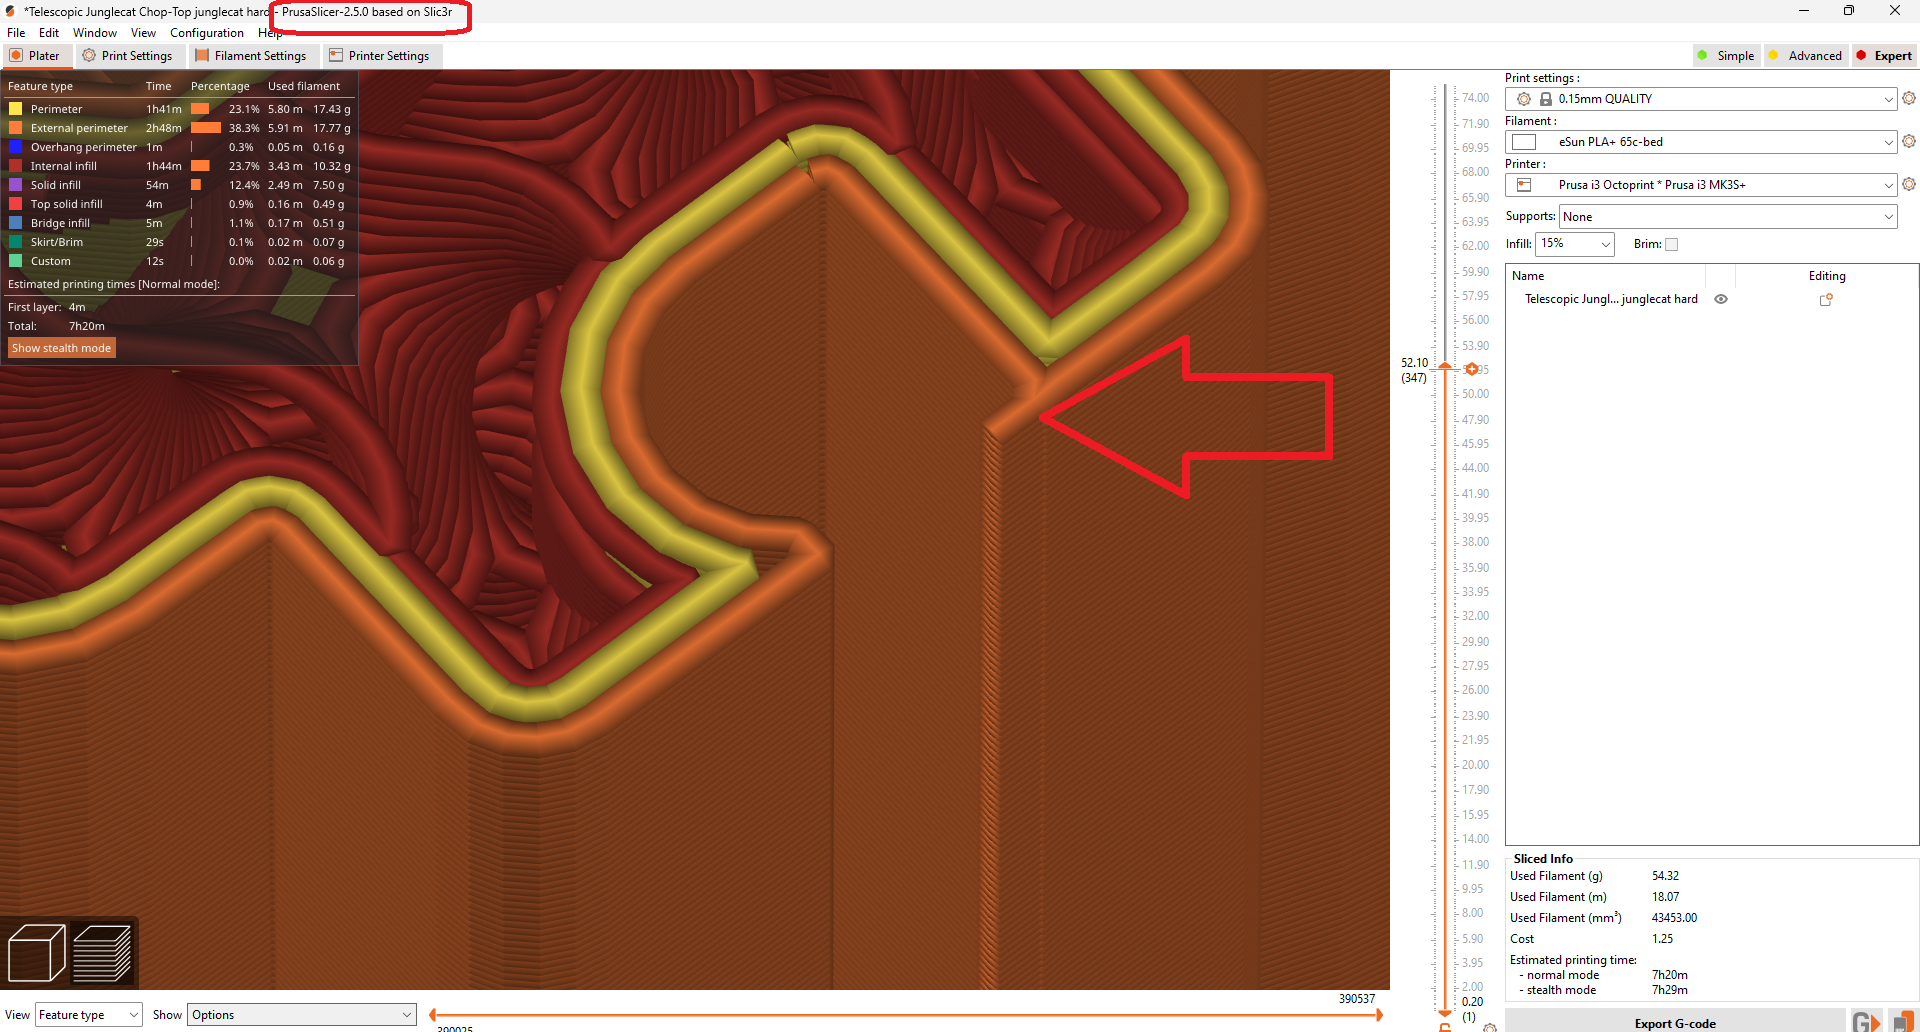 *Telescopic Junglecat Chop-Top junglecat hard - PrusaSlicer-2.5.0 based on Slic3r
File Edit Window View Configuration Help
Plater Print Settings Filament Settings Printer Settings
Simple Advanced Expert
Feature type Time Percentage Used filament
Perimeter 1h41m 23.1% 5.80 m 17.43 g
External perimeter 2h48m 38.3% 5.91 m 17.77 g
Overhang perimeter 1m 0.3% 0.05 m 0.16 g
Internal infill 1h44m 23.7% 3.43 m 10.32 g
Solid infill 54m 12.4% 2.49 m 7.50 g
Top solid infill 4m 0.9% 0.16 m 0.49 g
Bridge infill 5m 1.1% 0.17 m 0.51 g
Skirt/Brim 29s 0.1% 0.02 m 0.07 g
Custom 12s 0.0% 0.02 m 0.06 g
Estimated printing times [Normal mode]:
First layer: 4m
Total: 7h20m
Show stealth mode
74.00
71.90
69.95
68.00
65.90
63.95
62.00
59.90
57.95
56.00
53.90
52.10
(347)
50.00
47.90
45.95
44.00
41.90
39.95
38.00
35.90
33.95
32.00
29.90
27.95
26.00
23.90
21.95
20.00
17.90
15.95
14.00
11.90
9.95
8.00
5.90
3.95
2.00
0.20
(1)
Print settings :
0.15mm QUALITY
Filament :
eSun PLA+ 65c-bed
Printer :
Prusa i3 Octoprint * Prusa i3 MK3S+
Supports: None
Infill: 15% Brim:
Name Editing
Telescopic Jungl... junglecat hard
Sliced Info
Used Filament (g) 54.32
Used Filament (m) 18.07
Used Filament (mm³) 43453.00
Cost 1.25
Estimated printing time:
- normal mode 7h20m
- stealth mode 7h29m
Export G-code
View Feature type Show Options
390537
390025